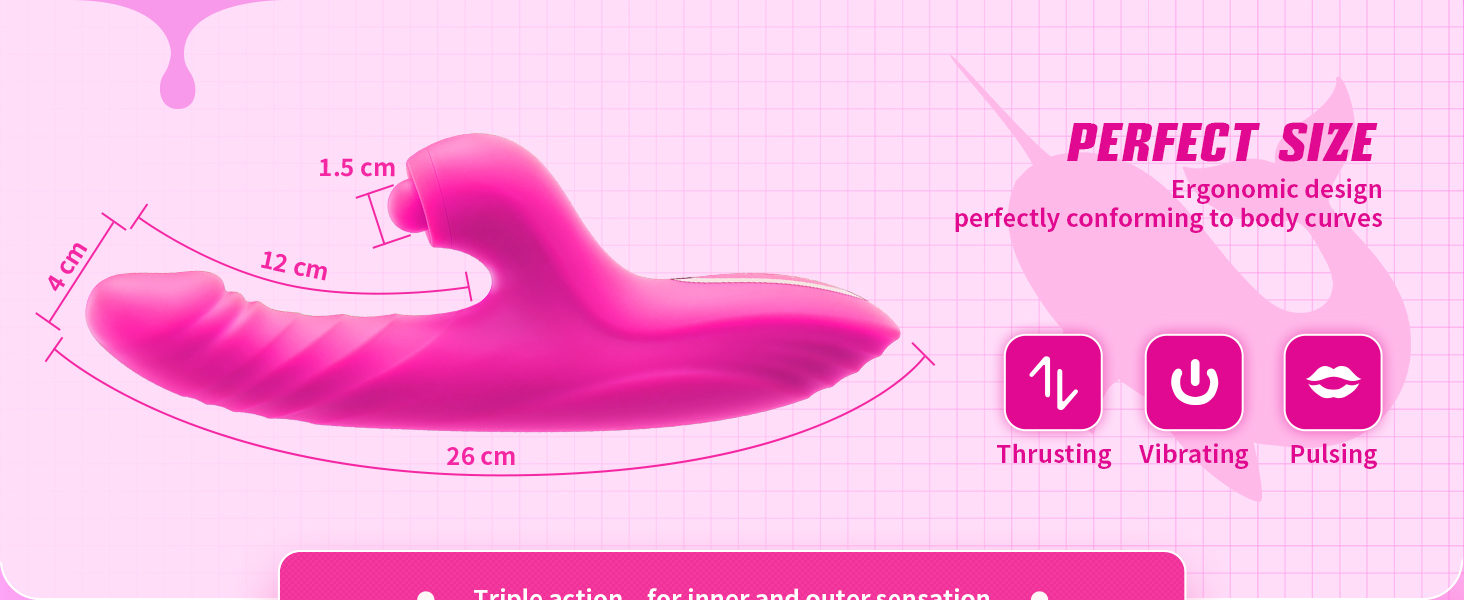 PERFECT SIZE
Ergonomic design
perfectly conforming to body curves
1.5 cm
12 cm
4 cm
26 cm
Thrusting
Vibrating
Pulsing
Triple action for inner and outer sensation